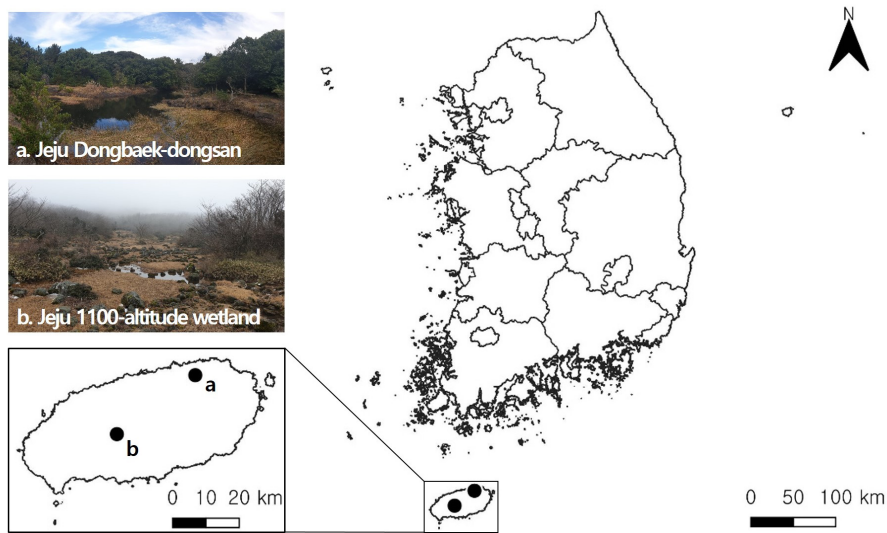 a. Jeju Dongbaek-dongsan
b. Jeju 1100-altitude wetland
N
a
b
0 10 20 km
0 50 100 km